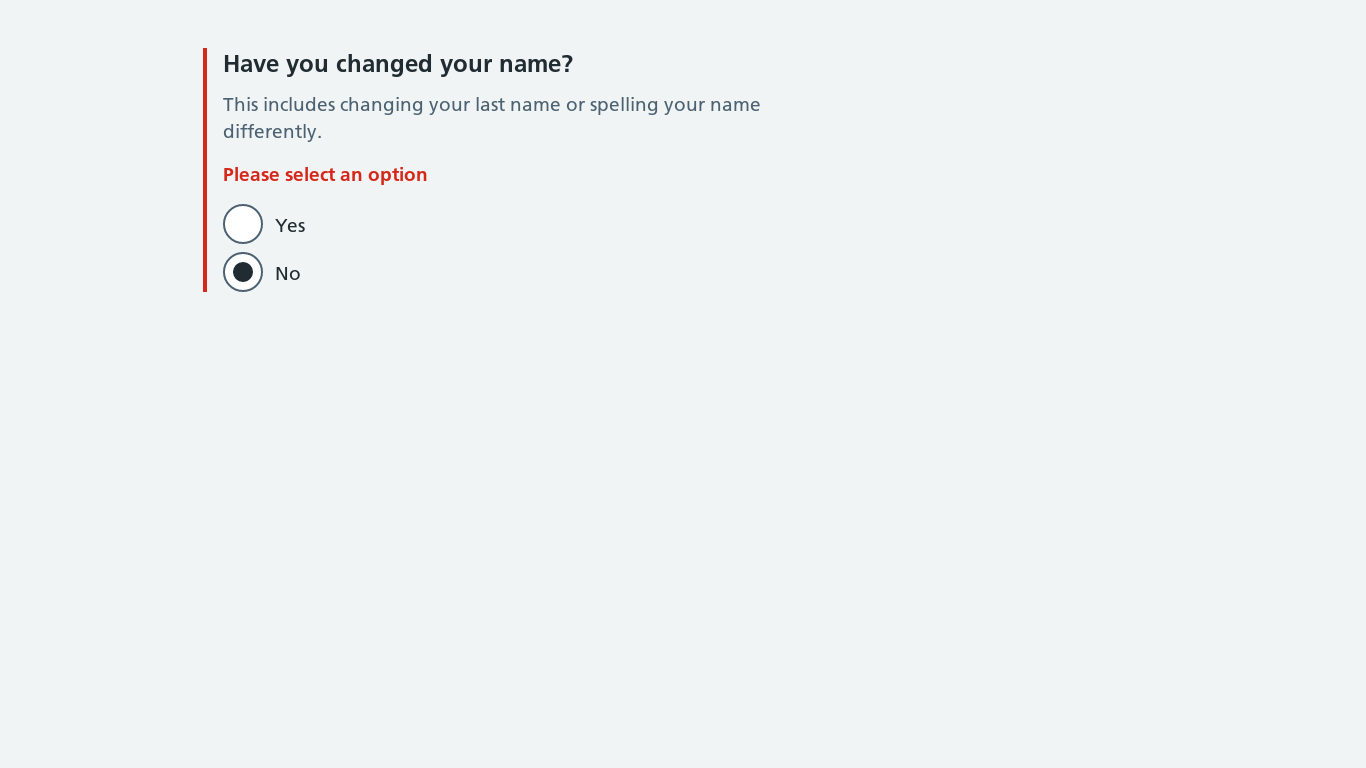 Have you changed your name?
This includes changing your last name or spelling your name
differently.
Please select an option
Yes
No